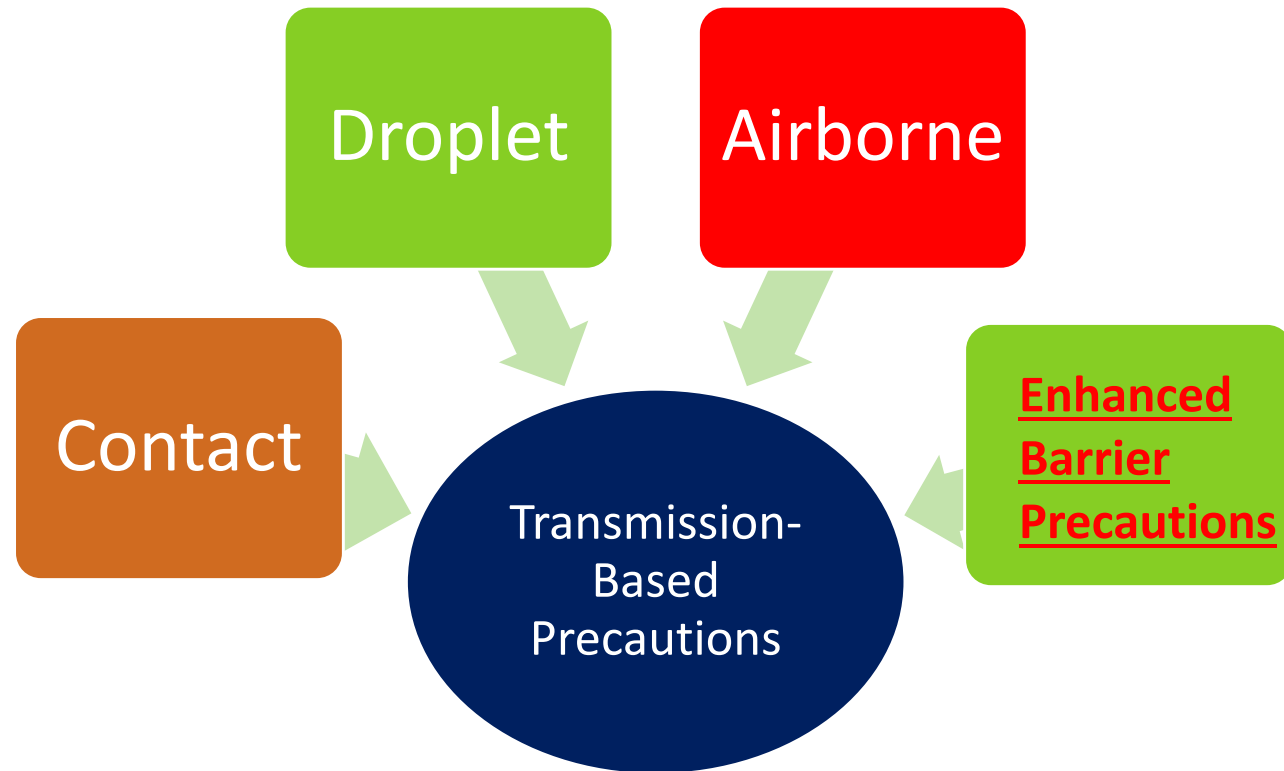 Droplet
Airborne
Contact
Enhanced
Barrier
Precautions
Transmission-
Based
Precautions